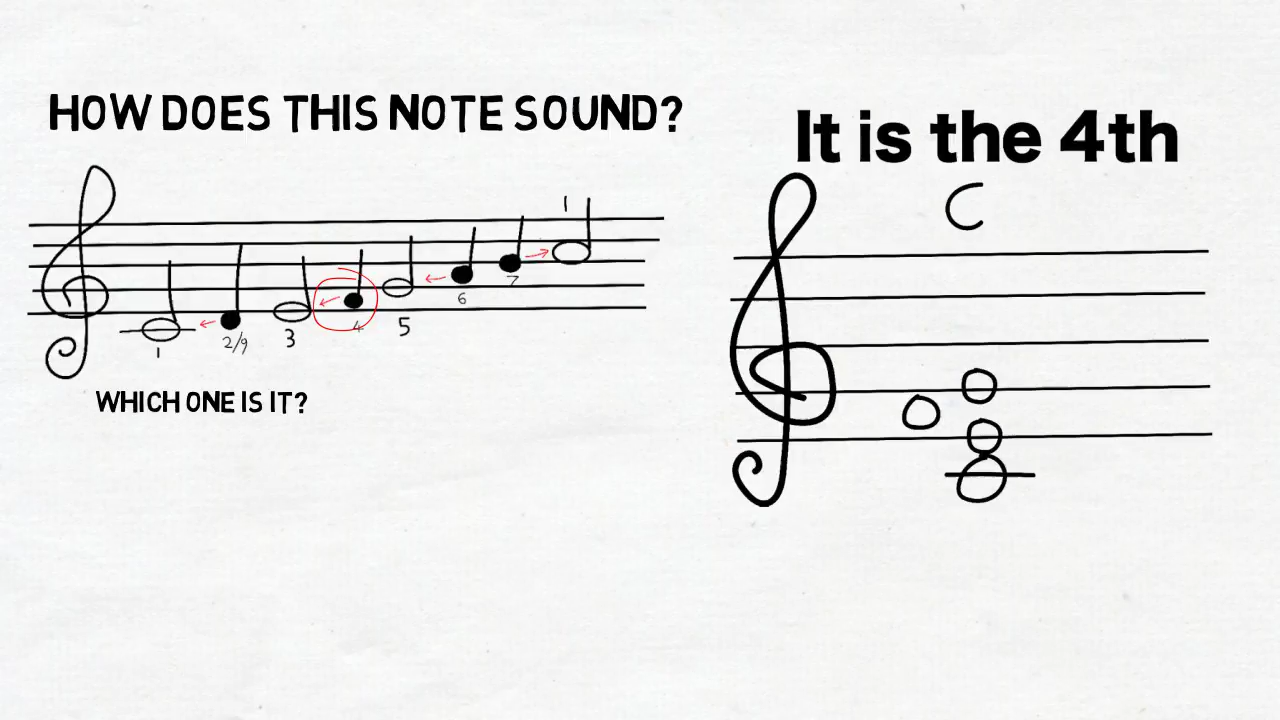 HOW DOES THIS NOTE SOUND?
1
1
2/9
3
4
5
6
7
WHICH ONE IS IT?
It is the 4th
C